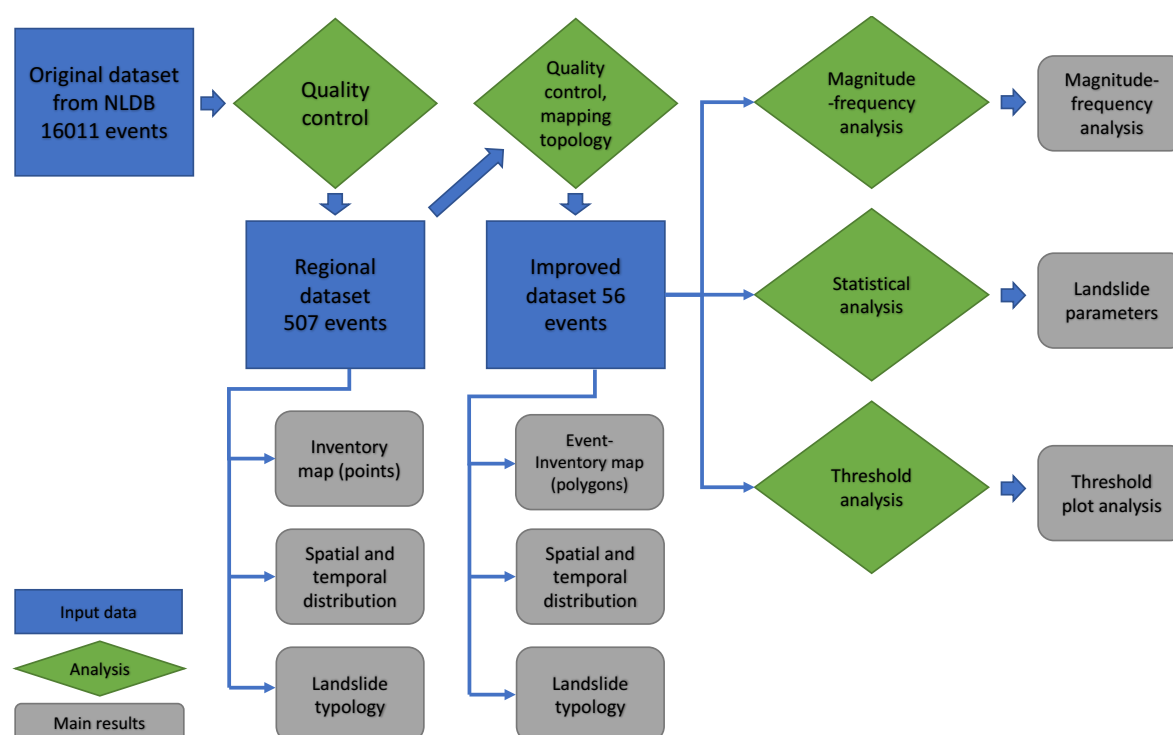 Original dataset
from NLDB
16011 events
Quality
control
Quality
control,
mapping
topology
Magnitude
-frequency
analysis
Magnitude-
frequency
analysis
Regional
dataset
507 events
Improved
dataset 56
events
Statistical
analysis
Landslide
parameters
Inventory
map (points)
Event-
Inventory map
(polygons)
Threshold
analysis
Threshold
plot analysis
Spatial and
temporal
distribution
Spatial and
temporal
distribution
Landslide
typology
Landslide
typology
Input data
Analysis
Main results